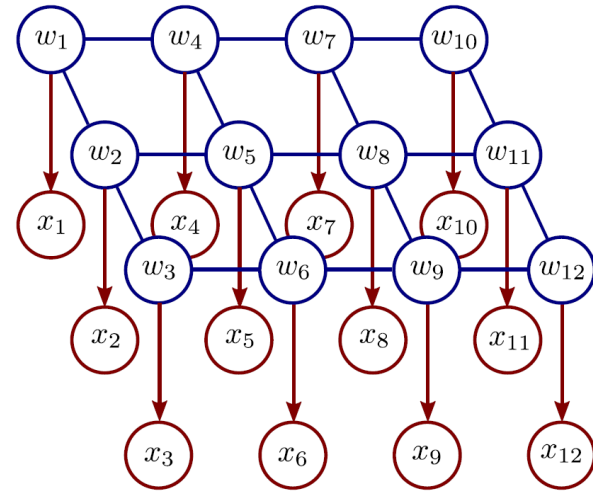 w₁ w₄ w₇ w₁₀
w₂ w₅ w₈ w₁₁
x₁ x₄ x₇ x₁₀
w₃ w₆ w₉ w₁₂
x₂ x₅ x₈ x₁₁
x₃ x₆ x₉ x₁₂